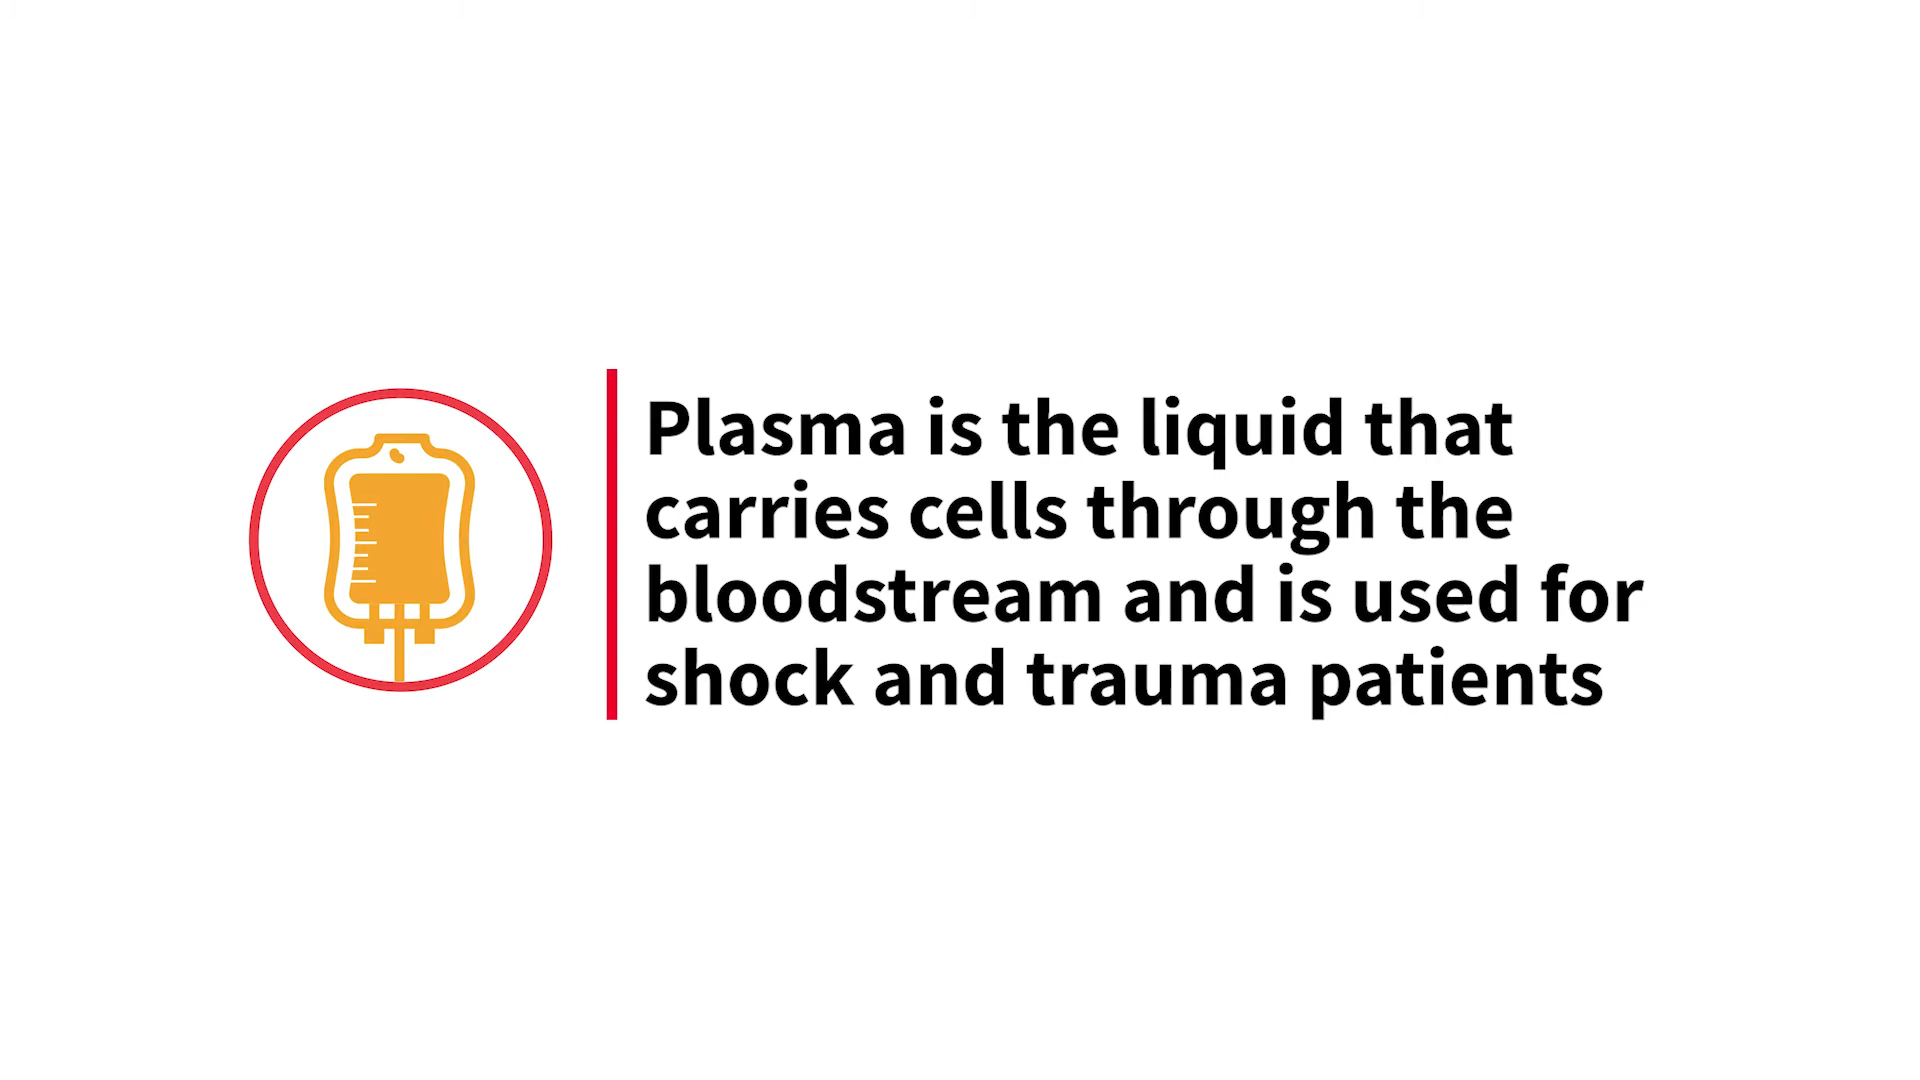 Plasma is the liquid that
carries cells through the
bloodstream and is used for
shock and trauma patients